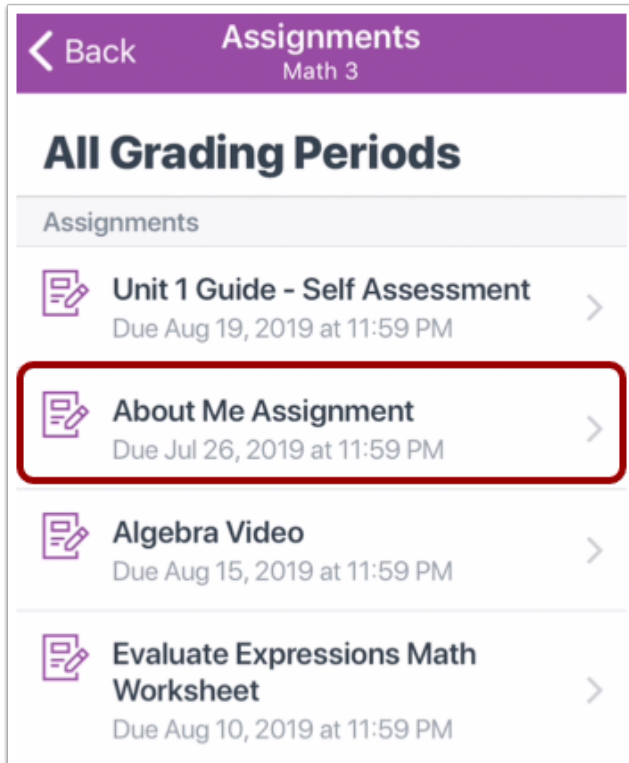 Back
Assignments
Math 3
All Grading Periods
Assignments
Unit 1 Guide - Self Assessment
Due Aug 19, 2019 at 11:59 PM
About Me Assignment
Due Jul 26, 2019 at 11:59 PM
Algebra Video
Due Aug 15, 2019 at 11:59 PM
Evaluate Expressions Math
Worksheet
Due Aug 10, 2019 at 11:59 PM